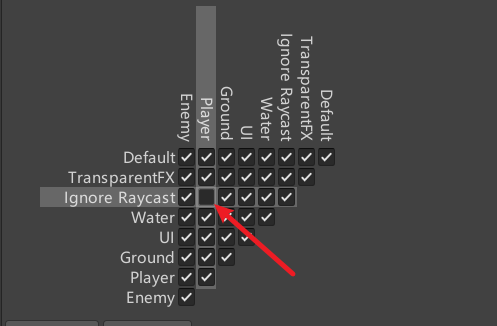 Enemy
Player
Ground
UI
Water
Ignore Raycast
TransparentFX
Default
Default
TransparentFX
Ignore Raycast
Water
UI
Ground
Player
Enemy